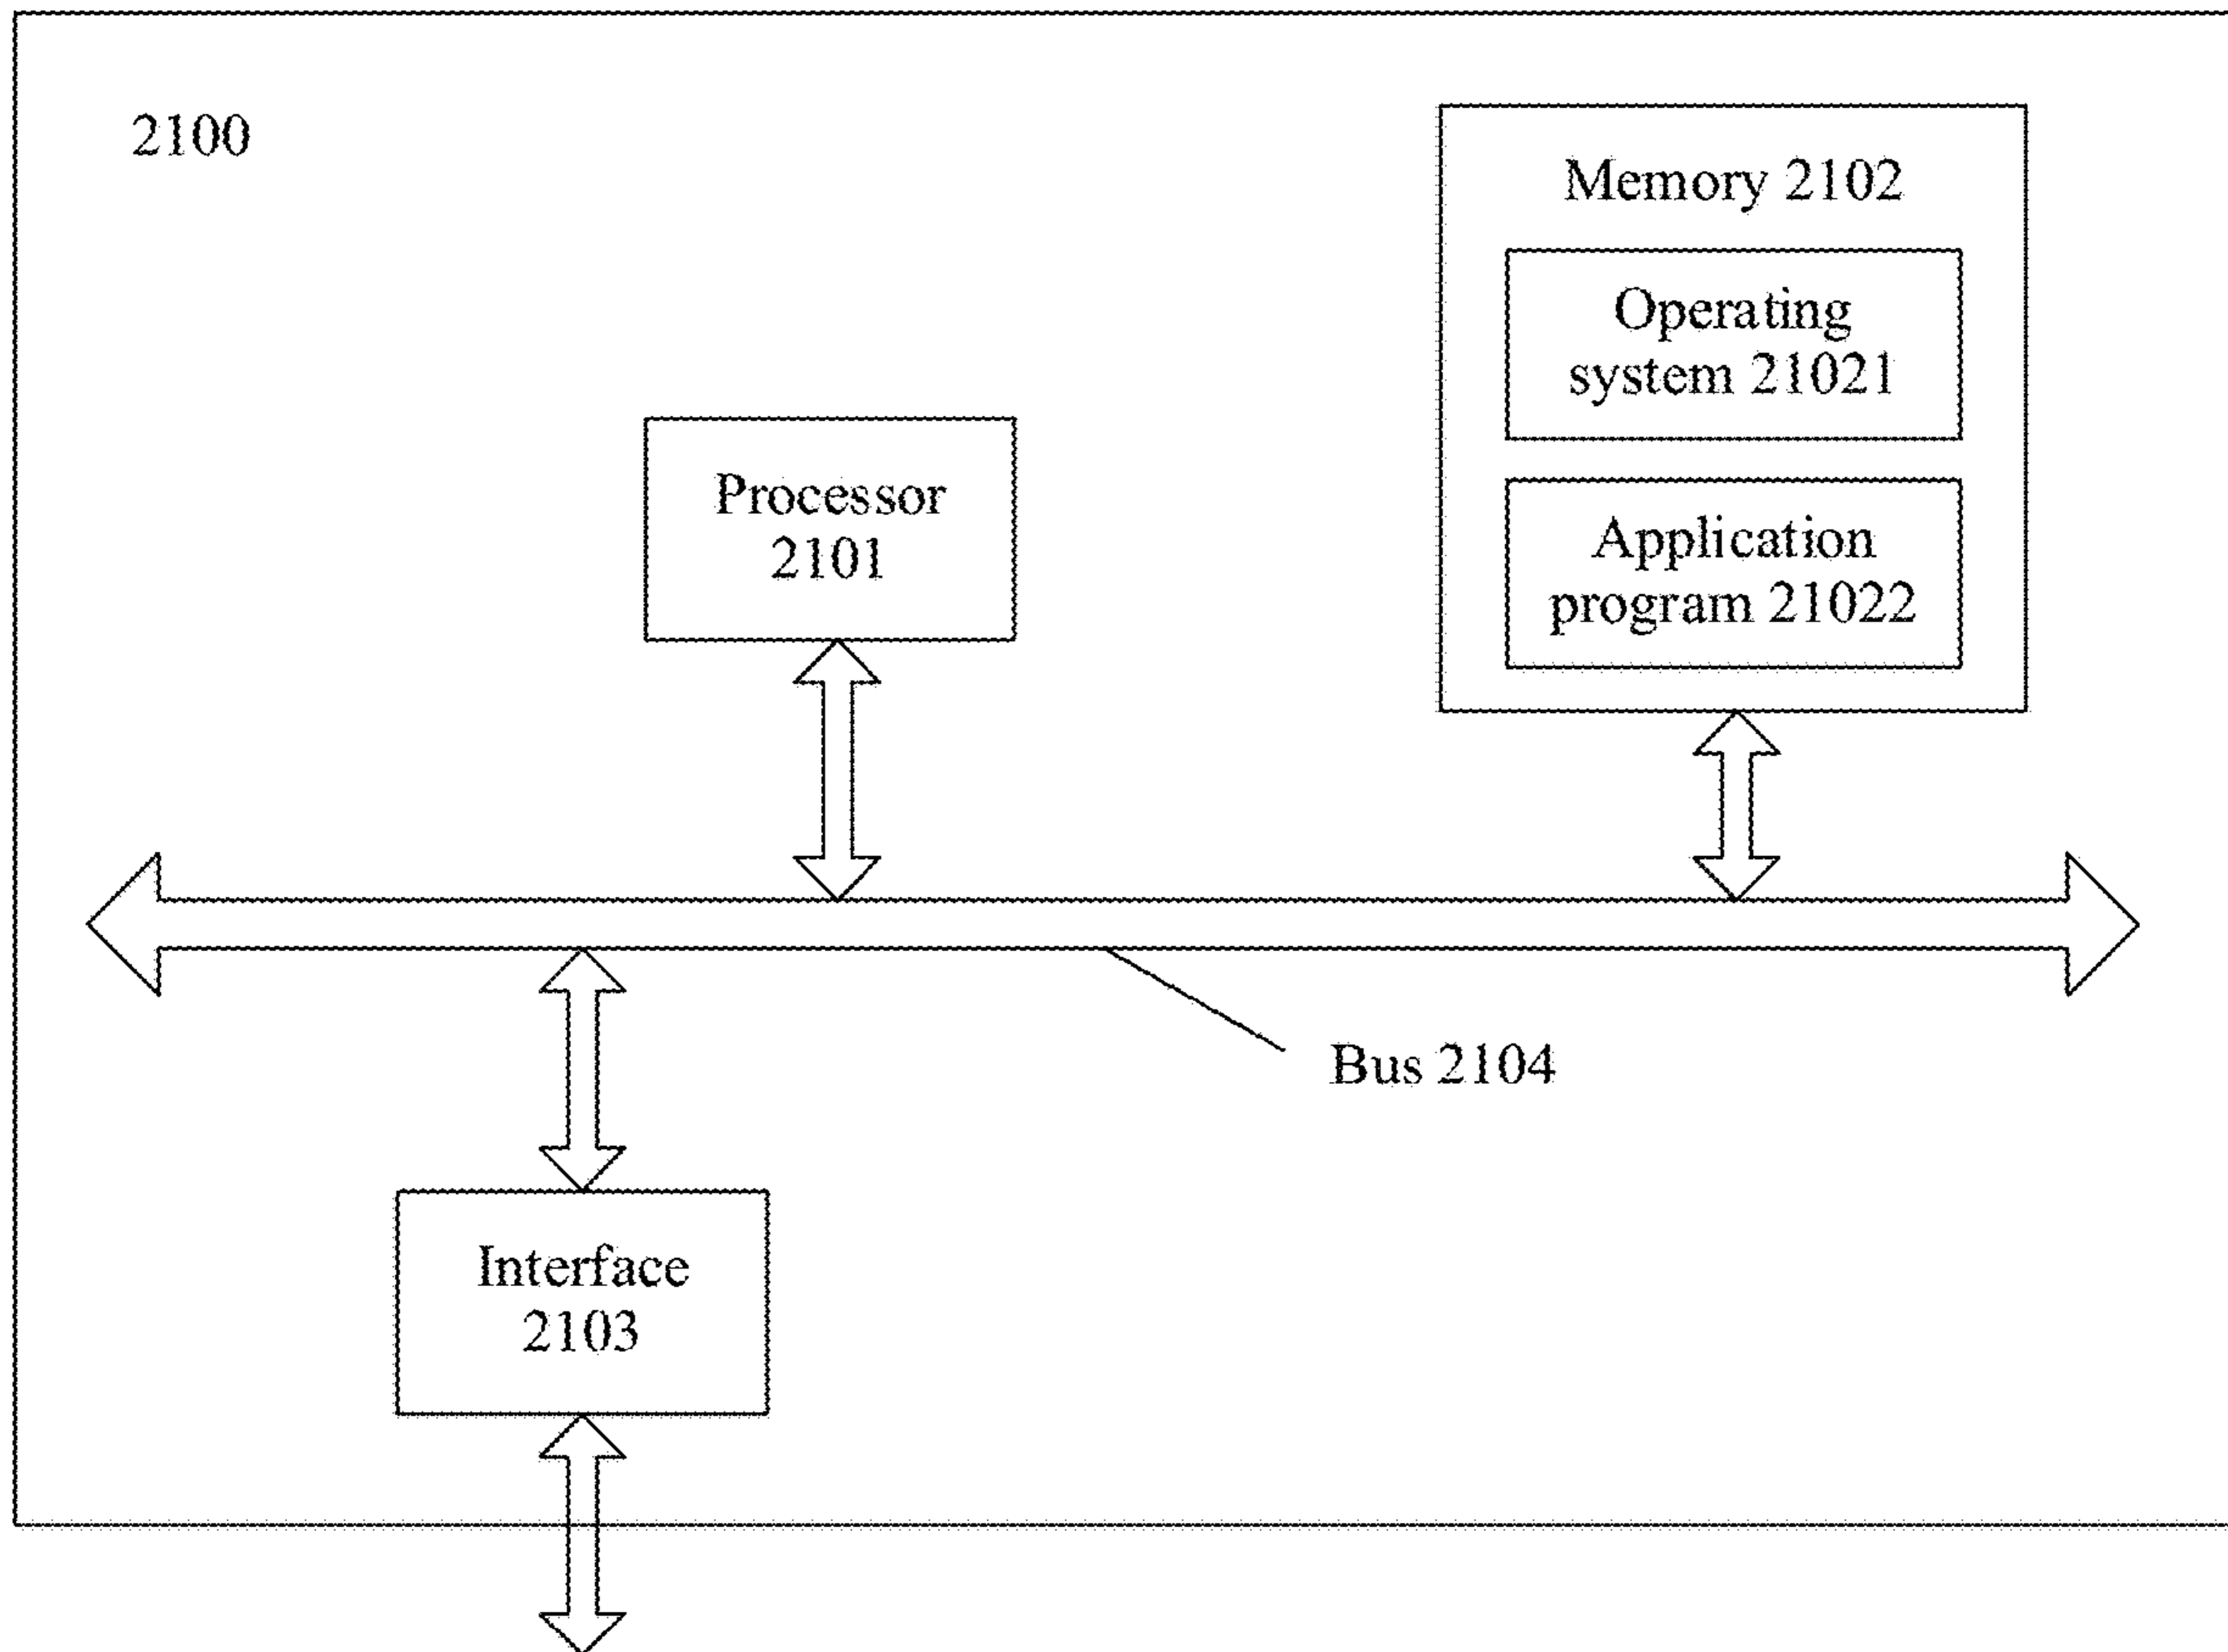 2100
Memory 2102
Operating
system 21021
Application
program 21022
Processor
2101
Bus 2104
Interface
2103